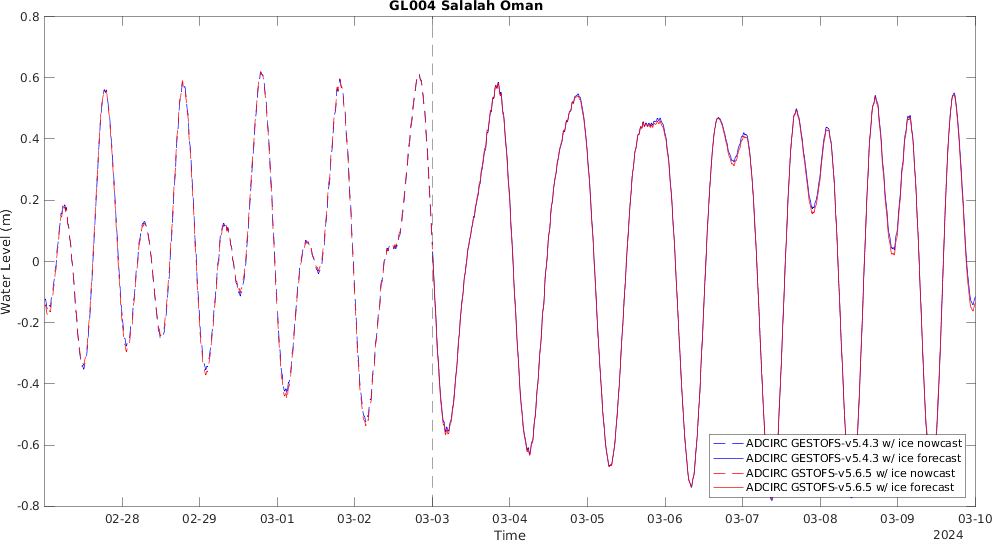 GL004 Salalah Oman
0.8
0.6
0.4
0.2
0
-0.2
-0.4
-0.6
-0.8
Water Level (m)
ADCIRC GESTOFS-v5.4.3 w/ ice nowcast
ADCIRC GESTOFS-v5.4.3 w/ ice forecast
ADCIRC GSTOFS-v5.6.5 w/ ice nowcast
ADCIRC GSTOFS-v5.6.5 w/ ice forecast
02-28 02-29 03-01 03-02 03-03 03-04 03-05 03-06 03-07 03-08 03-09 03-10
Time
2024